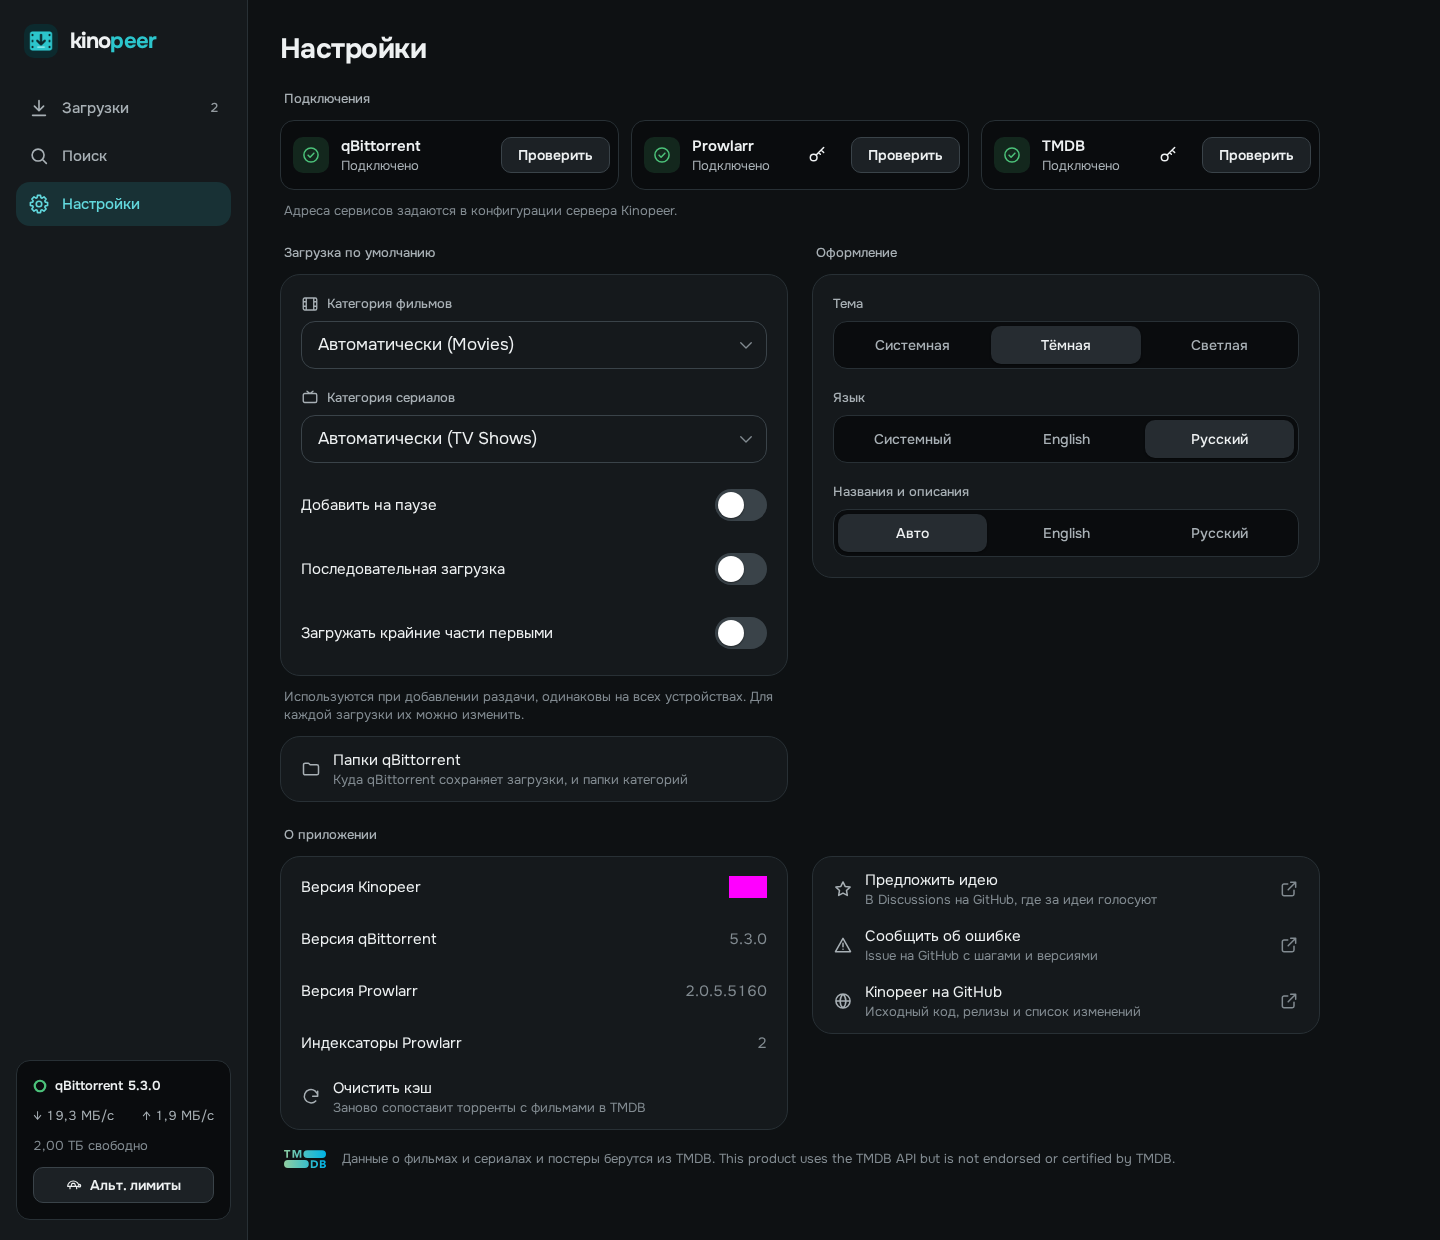 kinopeer
Загрузки 2
Поиск
Настройки
Настройки
Подключения
qBittorrent
Подключено
Проверить
Prowlarr
Подключено
Проверить
TMDB
Подключено
Проверить
Адреса сервисов задаются в конфигурации сервера Kinopeer.
Загрузка по умолчанию
Категория фильмов
Автоматически (Movies)
Категория сериалов
Автоматически (TV Shows)
Добавить на паузе
Последовательная загрузка
Загружать крайние части первыми
Используются при добавлении раздачи, одинаковы на всех устройствах. Для
каждой загрузки их можно изменить.
Папки qBittorrent
Куда qBittorrent сохраняет загрузки, и папки категорий
Оформление
Тема
Системная Тёмная Светлая
Язык
Системный English Русский
Названия и описания
Авто English Русский
О приложении
Версия Kinopeer
Версия qBittorrent 5.3.0
Версия Prowlarr 2.0.5.5160
Индексаторы Prowlarr 2
Очистить кэш
Заново сопоставит торренты с фильмами в TMDB
Предложить идею
В Discussions на GitHub, где за идеи голосуют
Сообщить об ошибке
Issue на GitHub с шагами и версиями
Kinopeer на GitHub
Исходный код, релизы и список изменений
TMDB
Данные о фильмах и сериалах и постеры берутся из TMDB. This product uses the TMDB API but is not endorsed or certified by TMDB.
qBittorrent 5.3.0
↓ 19,3 МБ/с ↑ 1,9 МБ/с
2,00 ТБ свободно
Альт. лимиты